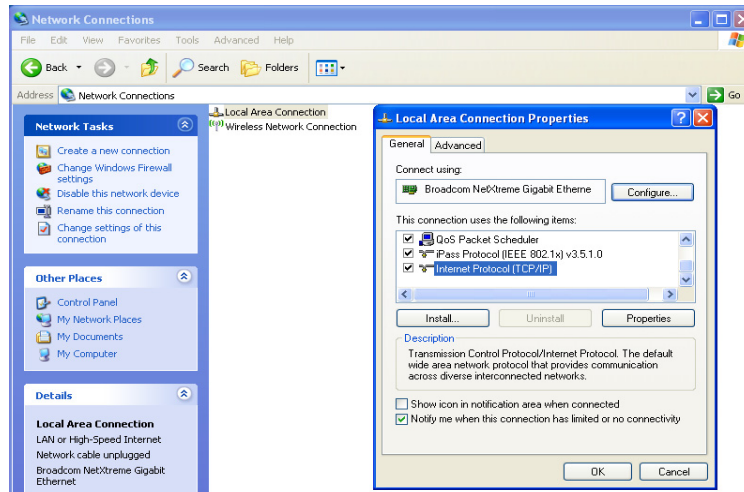 Network Connections
File Edit View Favorites Tools Advanced Help
Back Search Folders
Address Network Connections Go
Network Tasks
Create a new connection
Change Windows Firewall
settings
Disable this network device
Rename this connection
Change settings of this
connection
Other Places
Control Panel
My Network Places
My Documents
My Computer
Details
Local Area Connection
LAN or High-Speed Internet
Network cable unplugged
Broadcom NetXtreme Gigabit
Ethernet
Local Area Connection
Wireless Network Connection
Local Area Connection Properties
General Advanced
Connect using:
Broadcom NetXtreme Gigabit Etherne Configure...
This connection uses the following items:
QoS Packet Scheduler
iPass Protocol (IEEE 802.1x) v3.5.1.0
Internet Protocol (TCP/IP)
Install... Uninstall Properties
Description
Transmission Control Protocol/Internet Protocol. The default
wide area network protocol that provides communication
across diverse interconnected networks.
Show icon in notification area when connected
Notify me when this connection has limited or no connectivity
OK Cancel